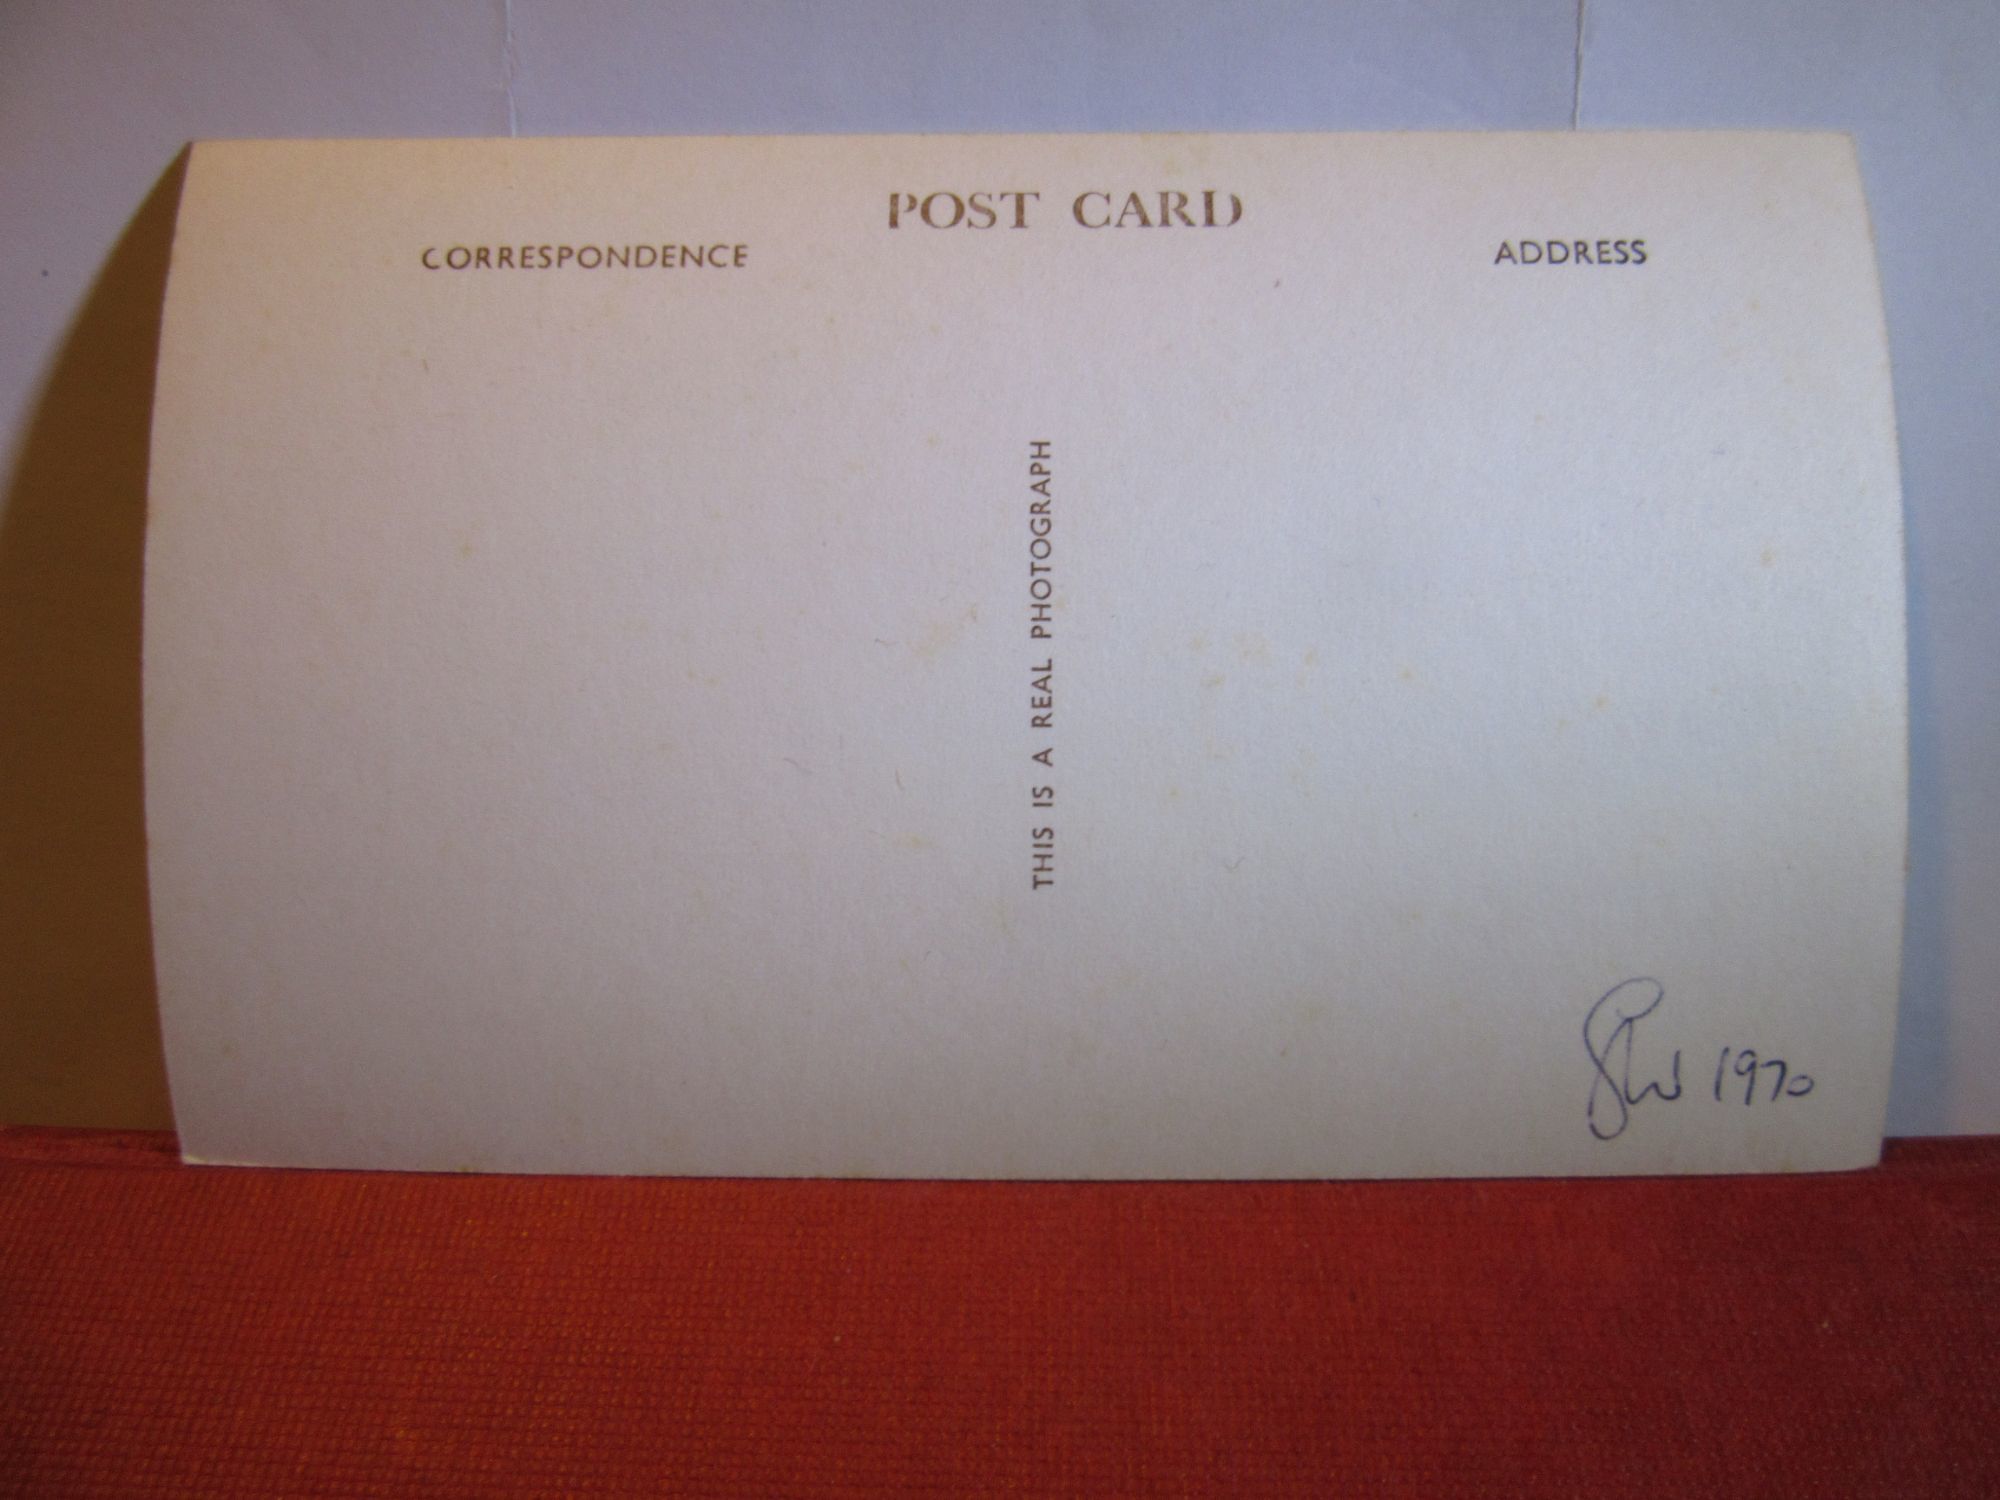 POST CARD
CORRESPONDENCE
ADDRESS
THIS IS A REAL PHOTOGRAPH
1970